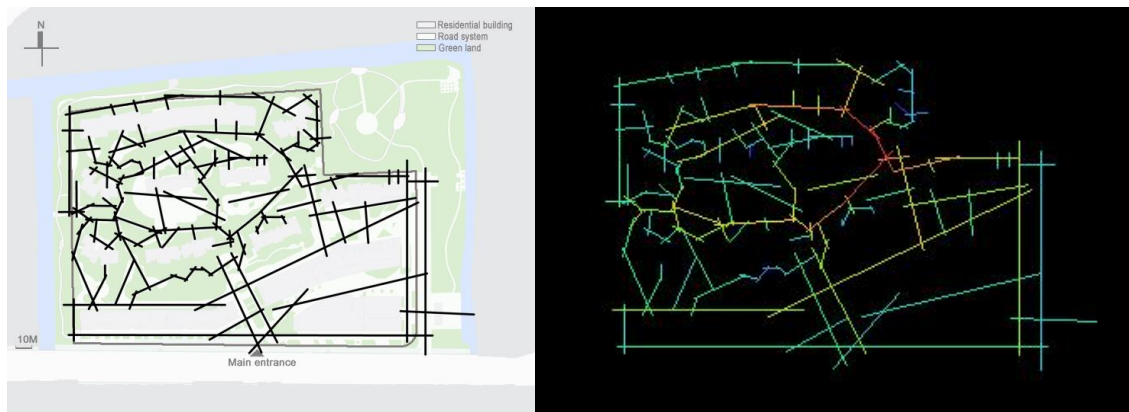 N
Residential building
Road system
Green land
10M
Main entrance